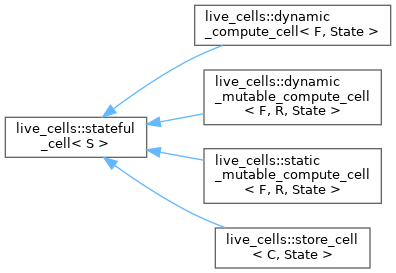 live_cells::dynamic
_compute_cell< F, State >
live_cells::dynamic
_mutable_compute_cell
< F, R, State >
live_cells::stateful
_cell< S >
live_cells::static
_mutable_compute_cell
< F, R, State >
live_cells::store_cell
< C, State >